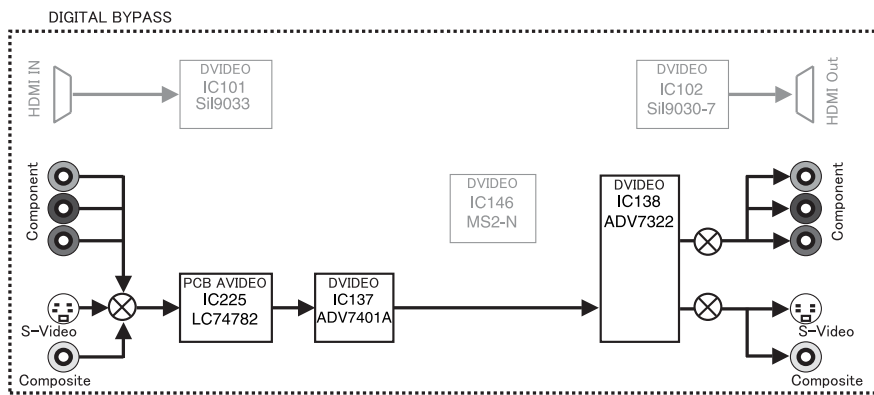 DIGITAL BYPASS
HDMI IN
DVIDEO
IC101
Sil9033
DVIDEO
IC102
Sil9030-7
HDMI Out
Component
DVIDEO
IC146
MS2-N
DVIDEO
IC138
ADV7322
Component
PCB AVIDEO
IC225
LC74782
DVIDEO
IC137
ADV7401A
S-Video
Composite
S-Video
Composite